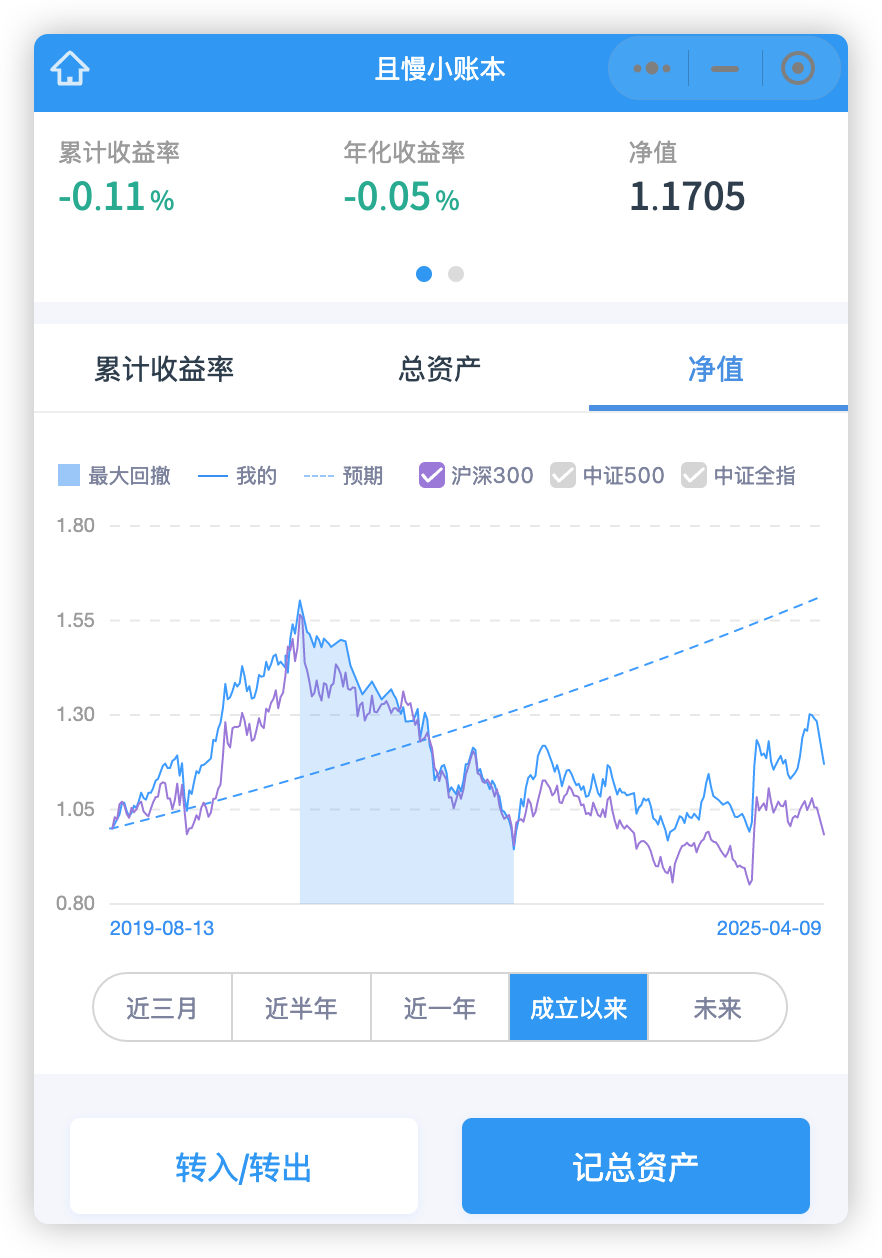 且慢小账本
累计收益率 年化收益率 净值
-0.11% -0.05% 1.1705
累计收益率 总资产 净值
最大回撤 我的 预期 沪深300 中证500 中证全指
1.80
1.55
1.30
1.05
0.80
2019-08-13 2025-04-09
近三月 近半年 近一年 成立以来 未来
转入/转出 记总资产